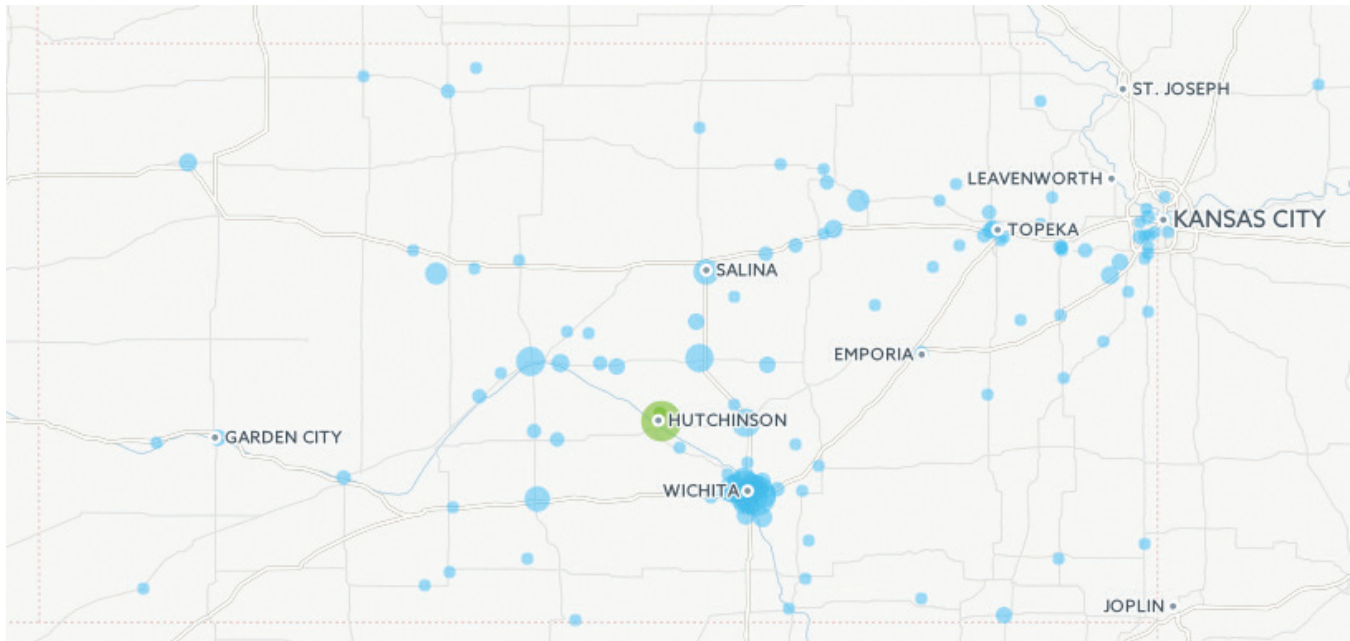 ST. JOSEPH
LEAVENWORTH
KANSAS CITY
TOPEKA
SALINA
EMPORIA
HUTCHINSON
GARDEN CITY
WICHITA
JOPLIN